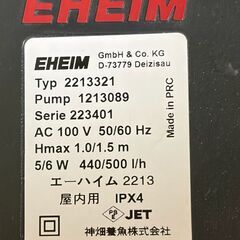 EHEIM
EHEIM GmbH & Co. KG
D-73779 Deizisau
Typ 2213321
Pump 1213089
Serie 223401
AC 100 V 50/60 Hz
Hmax 1.0/1.5 m
5/6 W 440/500 l/h
Made in PRC
エーハイム 2213
屋内用 IPX4
PS E JET
神畑養魚株式会社